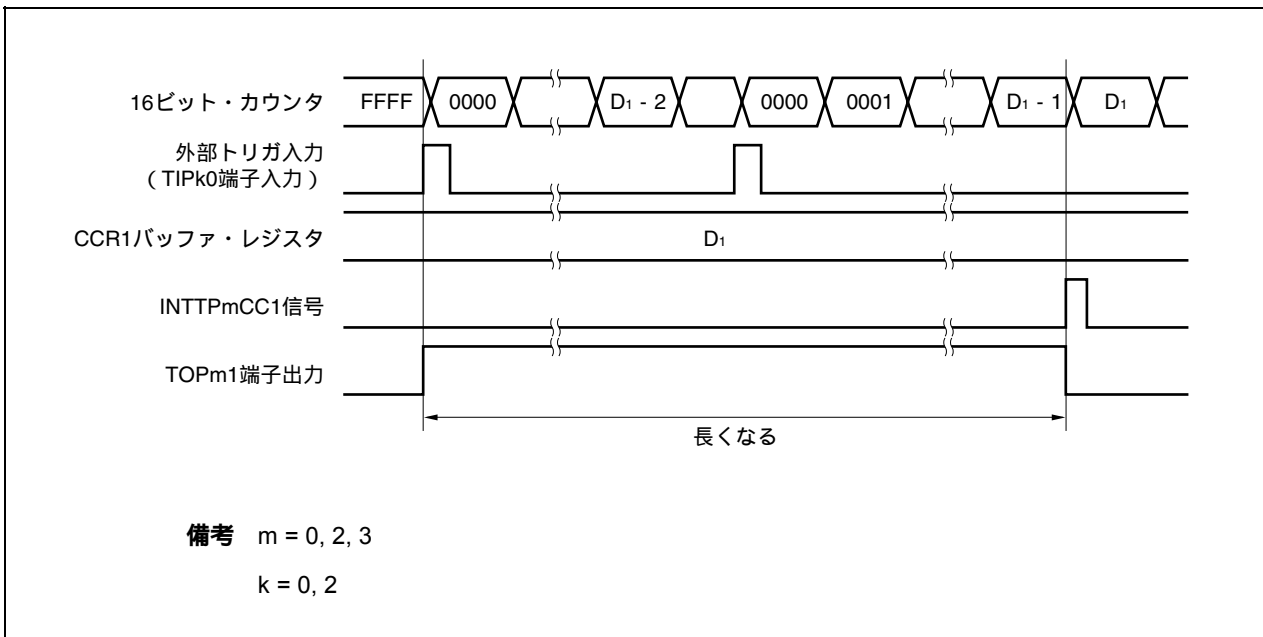 16ビット・カウンタ FFFF 0000 D1 - 2 0000 0001 D1 - 1 D1
外部トリガ入力
（TIPk0端子入力）
CCR1バッファ・レジスタ D1
INTTPmCC1信号
TOPm1端子出力
長くなる
備考 m = 0, 2, 3
k = 0, 2